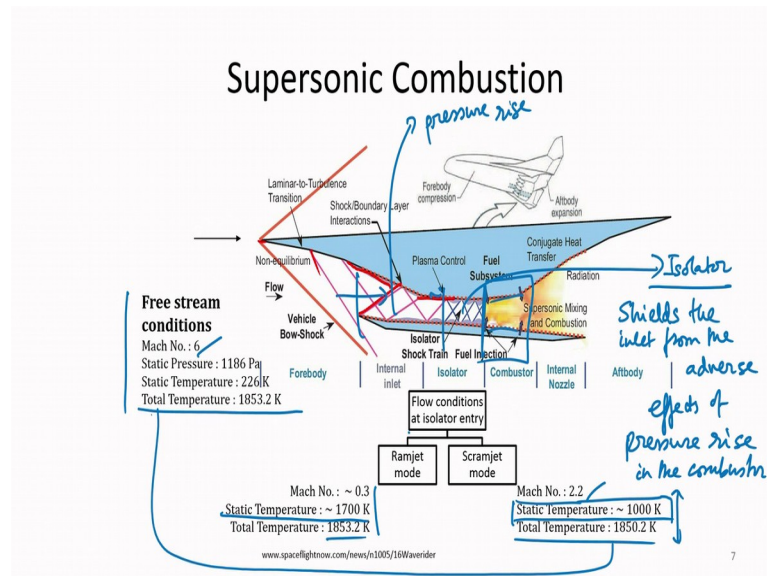 Supersonic Combustion
pressure rise
Laminar-to-Turbulence
Transition
Shock/Boundary Layer
Interactions
Forebody
compression
Aftbody
expansion
Non-equilibrium
Plasma Control
Fuel
Subsystem
Conjugate Heat
Transfer
Radiation
Isolator
Flow
Vehicle
Bow-Shock
Supersonic Mixing
and Combustion
Isolator
Shock Train
Fuel Injection
Shields the
inlet from the
adverse
effects of
pressure rise
in the combustor
Free stream
conditions
Mach No.: 6
Static Pressure : 1186 Pa
Static Temperature : 226 K
Total Temperature : 1853.2 K
Forebody
Internal
inlet
Isolator
Combustor
Internal
Nozzle
Aftbody
Flow conditions
at isolator entry
Ramjet
mode
Scramjet
mode
Mach No. : ~ 0.3
Static Temperature : ~ 1700 K
Total Temperature : 1853.2 K
Mach No. : 2.2
Static Temperature : ~ 1000 K
Total Temperature : 1850.2 K
www.spaceflightnow.com/news/n1005/16Waverider
7